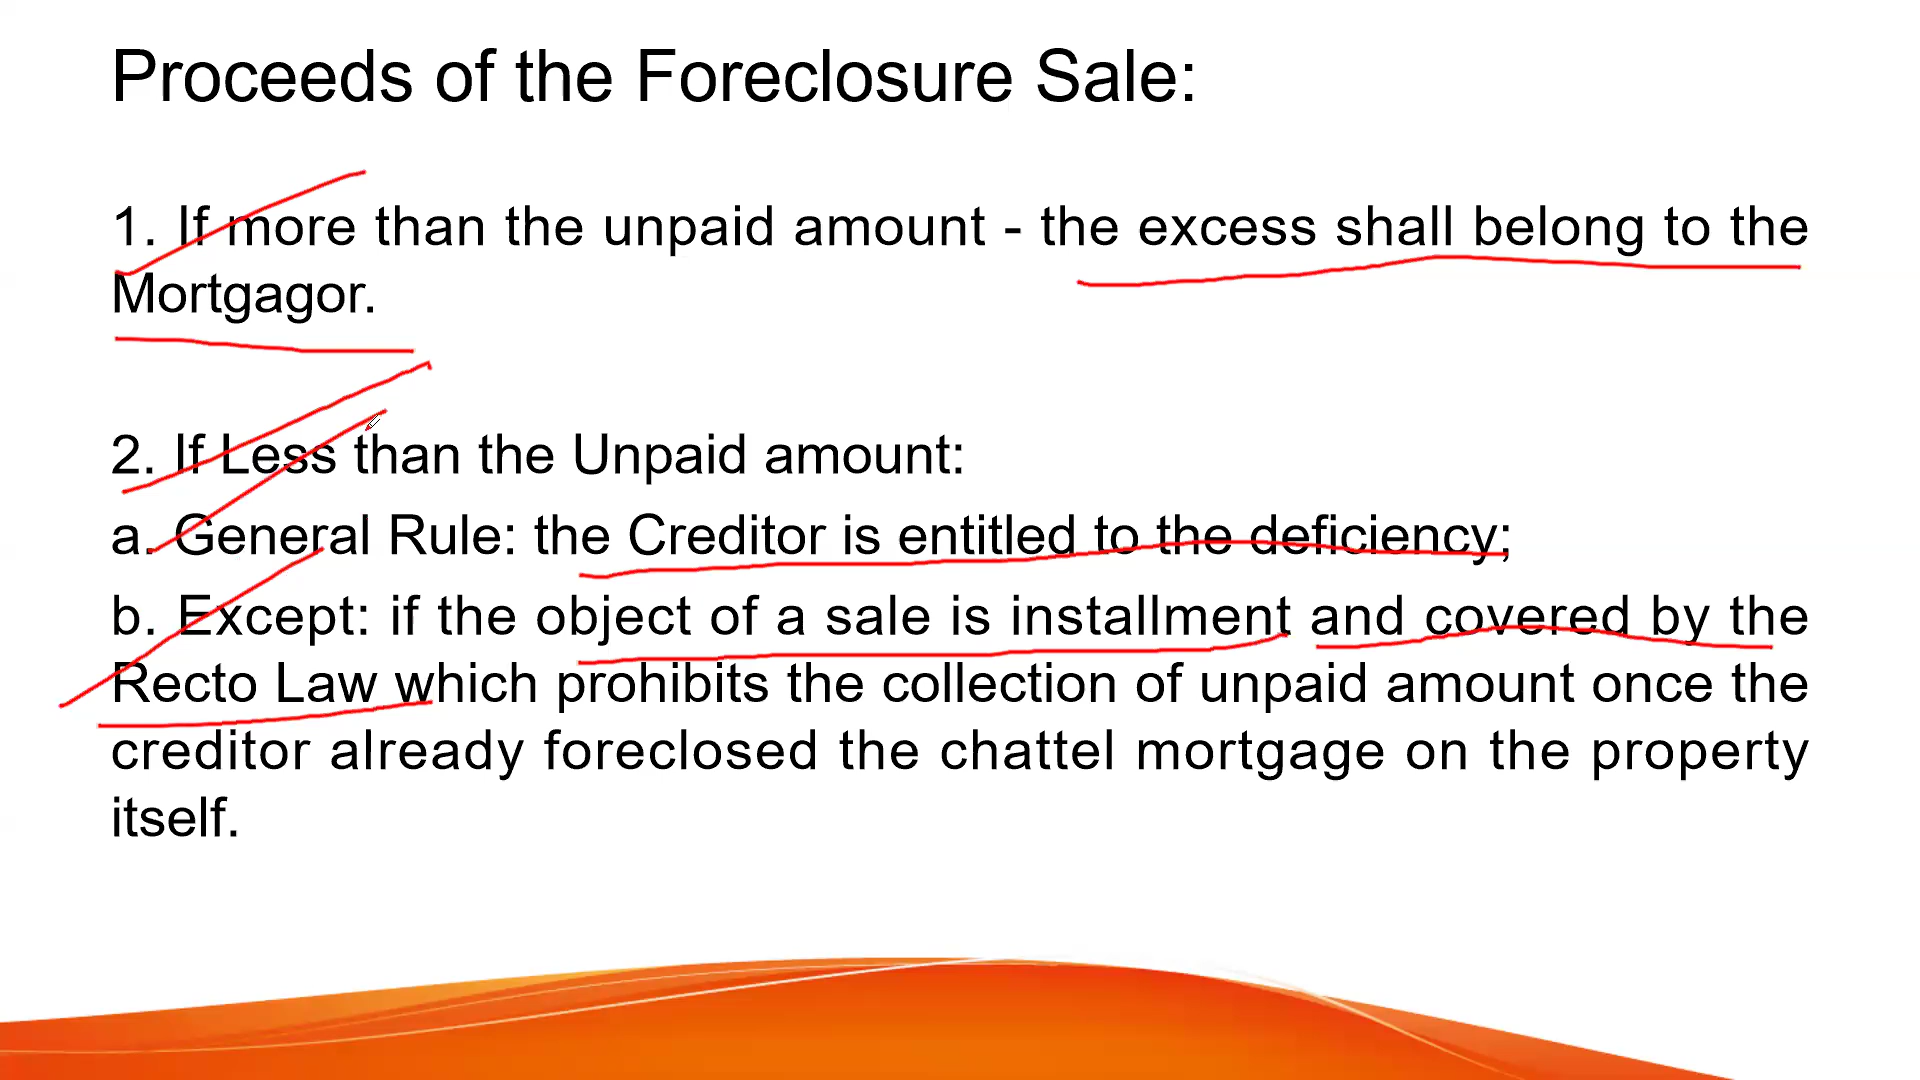 Proceeds of the Foreclosure Sale:
1. If more than the unpaid amount - the excess shall belong to the
Mortgagor.
2. If Less than the Unpaid amount:
a. General Rule: the Creditor is entitled to the deficiency;
b. Except: if the object of a sale is installment and covered by the
Recto Law which prohibits the collection of unpaid amount once the
creditor already foreclosed the chattel mortgage on the property
itself.